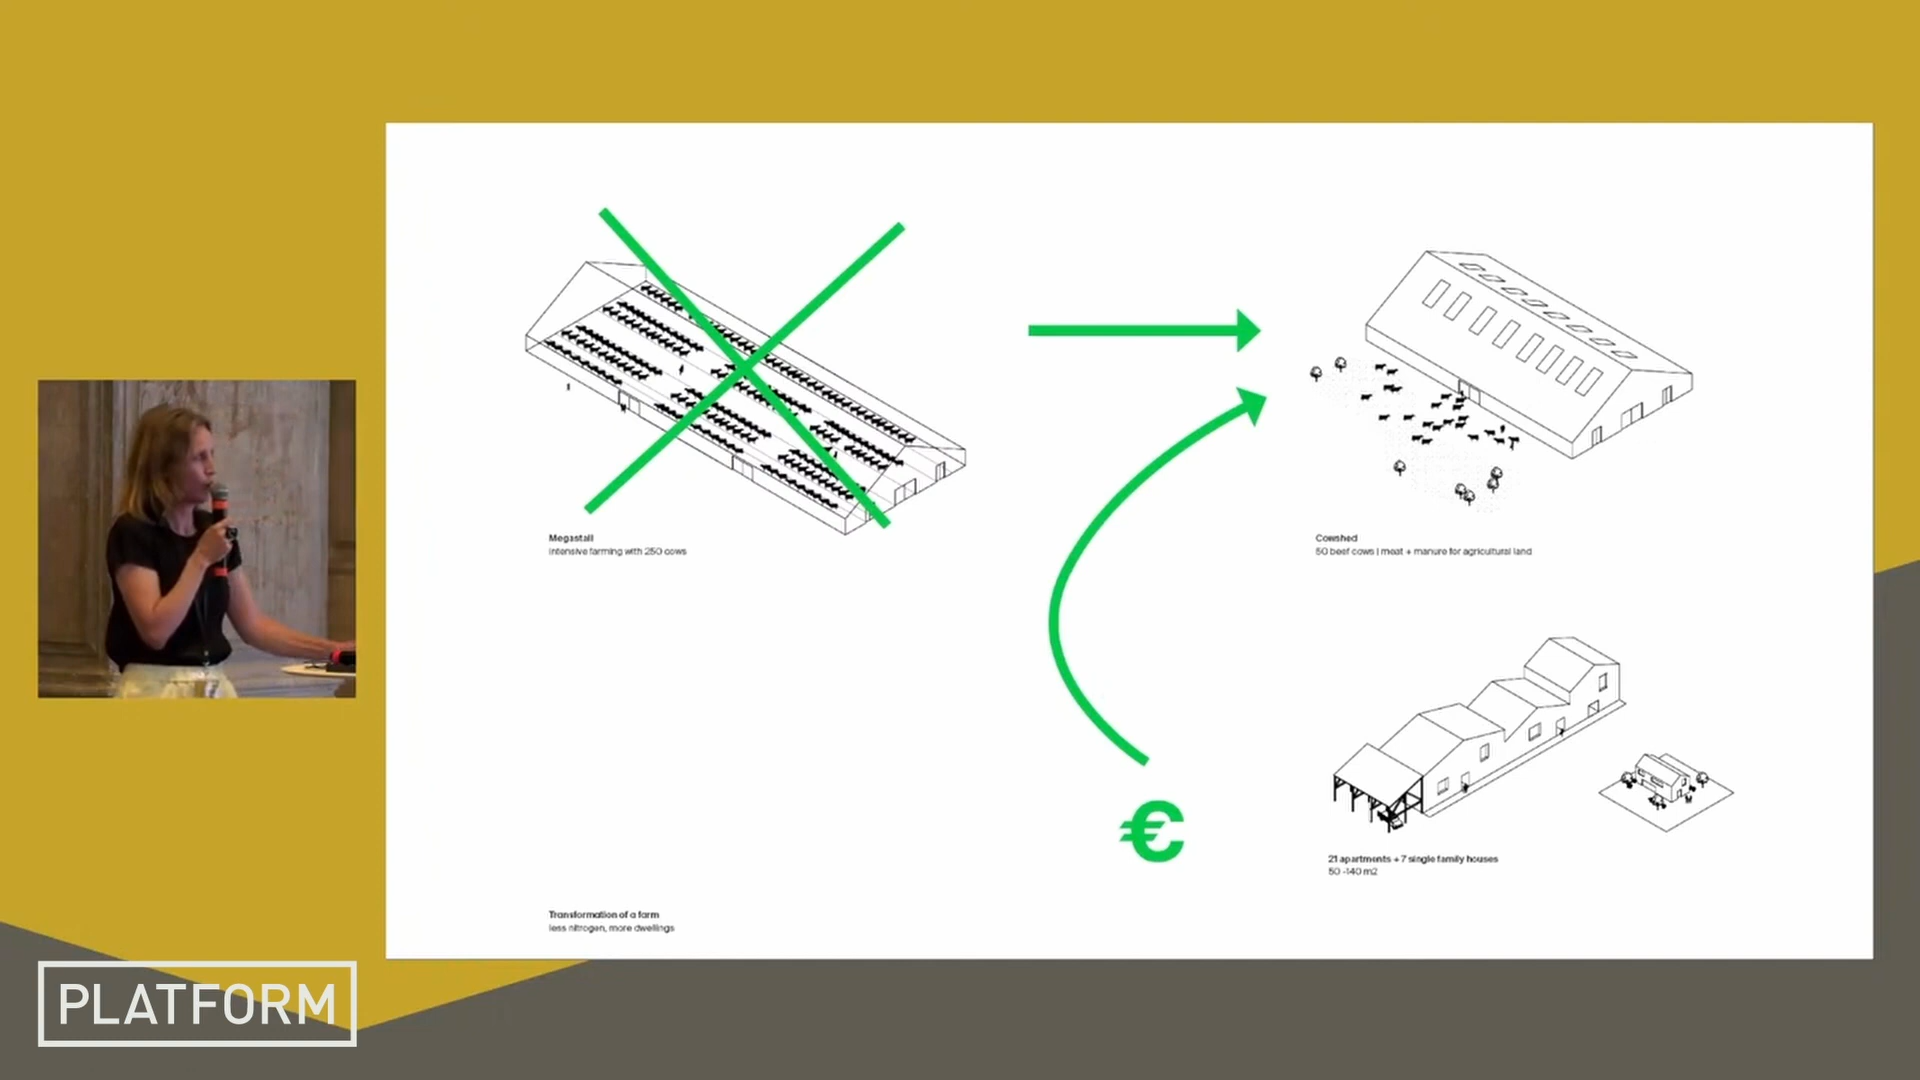 Megastall
intensive farming with 250 cows
Cowshed
50 beef cows | meat + manure for agricultural land
€
21 apartments + 7 single family houses
50 -140 m2
Transformation of a farm
less nitrogen, more dwellings
PLATFORM